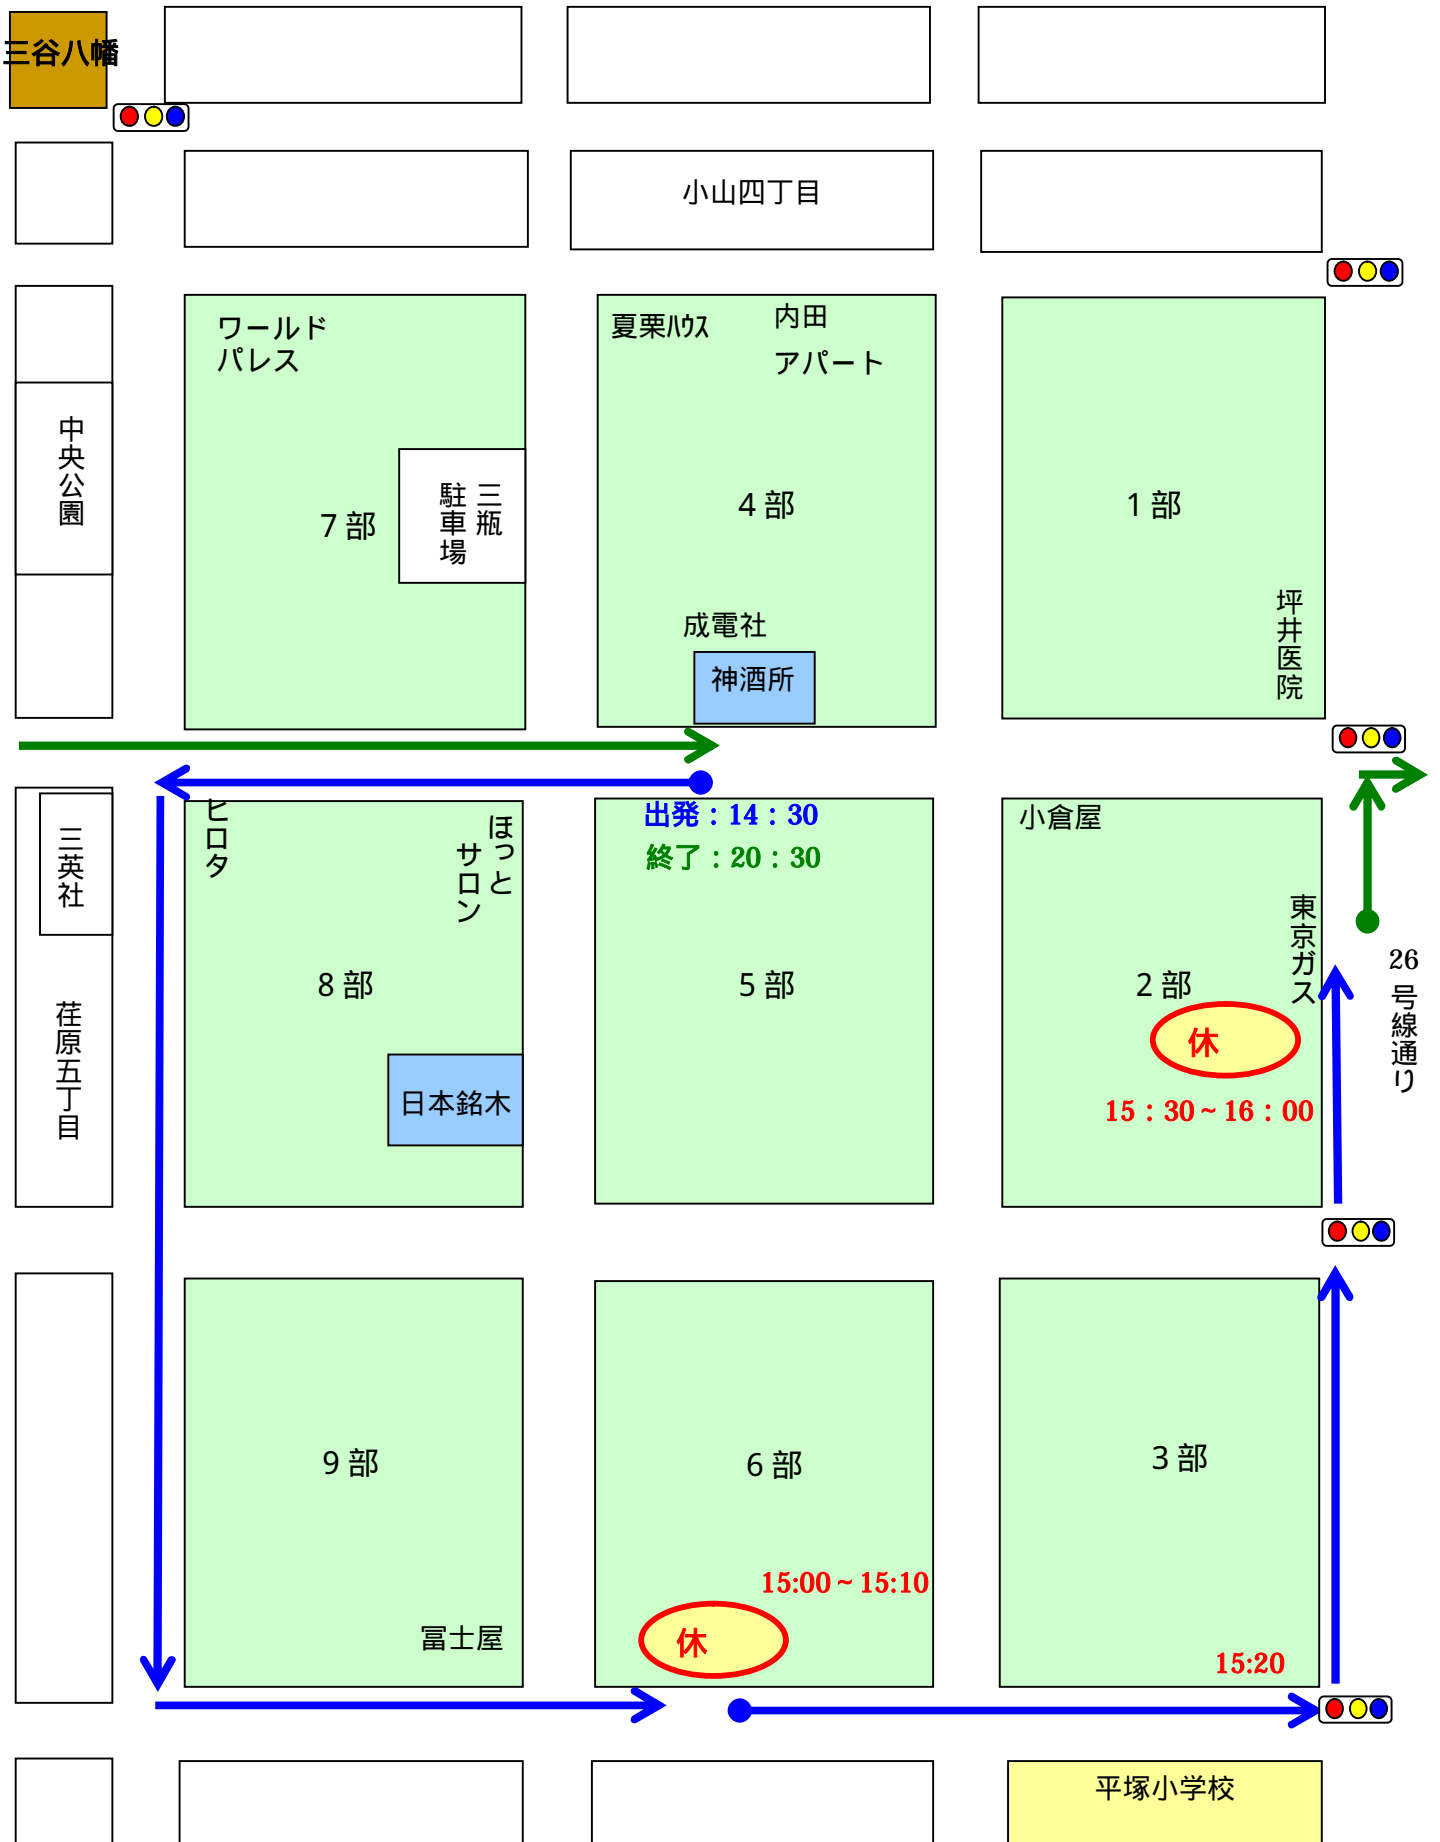 三谷八幡
小山四丁目
ワールド
パレス
夏栗ﾊｳｽ
内田
アパート
中央公園
7 部
三瓶
駐車場
4 部
1 部
成電社
神酒所
坪井医院
三英社
ヒロタ
ほっと
サロン
出発：14：30
終了：20：30
小倉屋
東京ガス
26
号線通り
8 部
5 部
2 部
休
15：30～16：00
荏原五丁目
日本銘木
9 部
6 部
3 部
15:00～15:10
冨士屋
休
15:20
平塚小学校